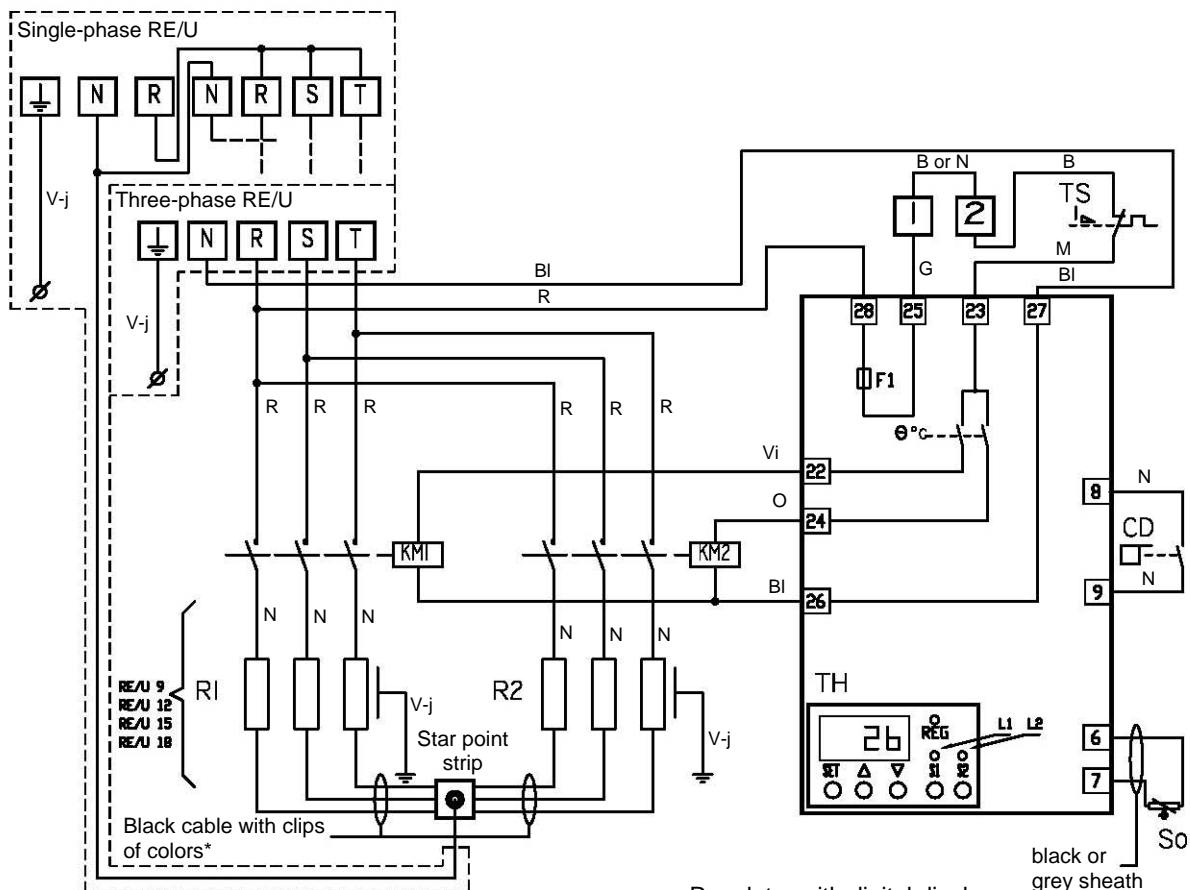 Single-phase RE/U
N R N R S T
V-j
Three-phase RE/U
N R S T
V-j
Bl
R
B or N
B
1 2
TS
G
M
Bl
28 25 23 27
F1
θ°C
R R R R R R
Vi
22
O
24
KM1
KM2
Bl
26
8
N
CD
9
N
N N N N N N
RE/U 9
RE/U 12
RE/U 15
RE/U 18
R1
R2
V-j
V-j
Star point
strip
Black cable with clips
of colors*
TH
26
REG
L1 L2
SET
6
7
So
black or
grey sheath